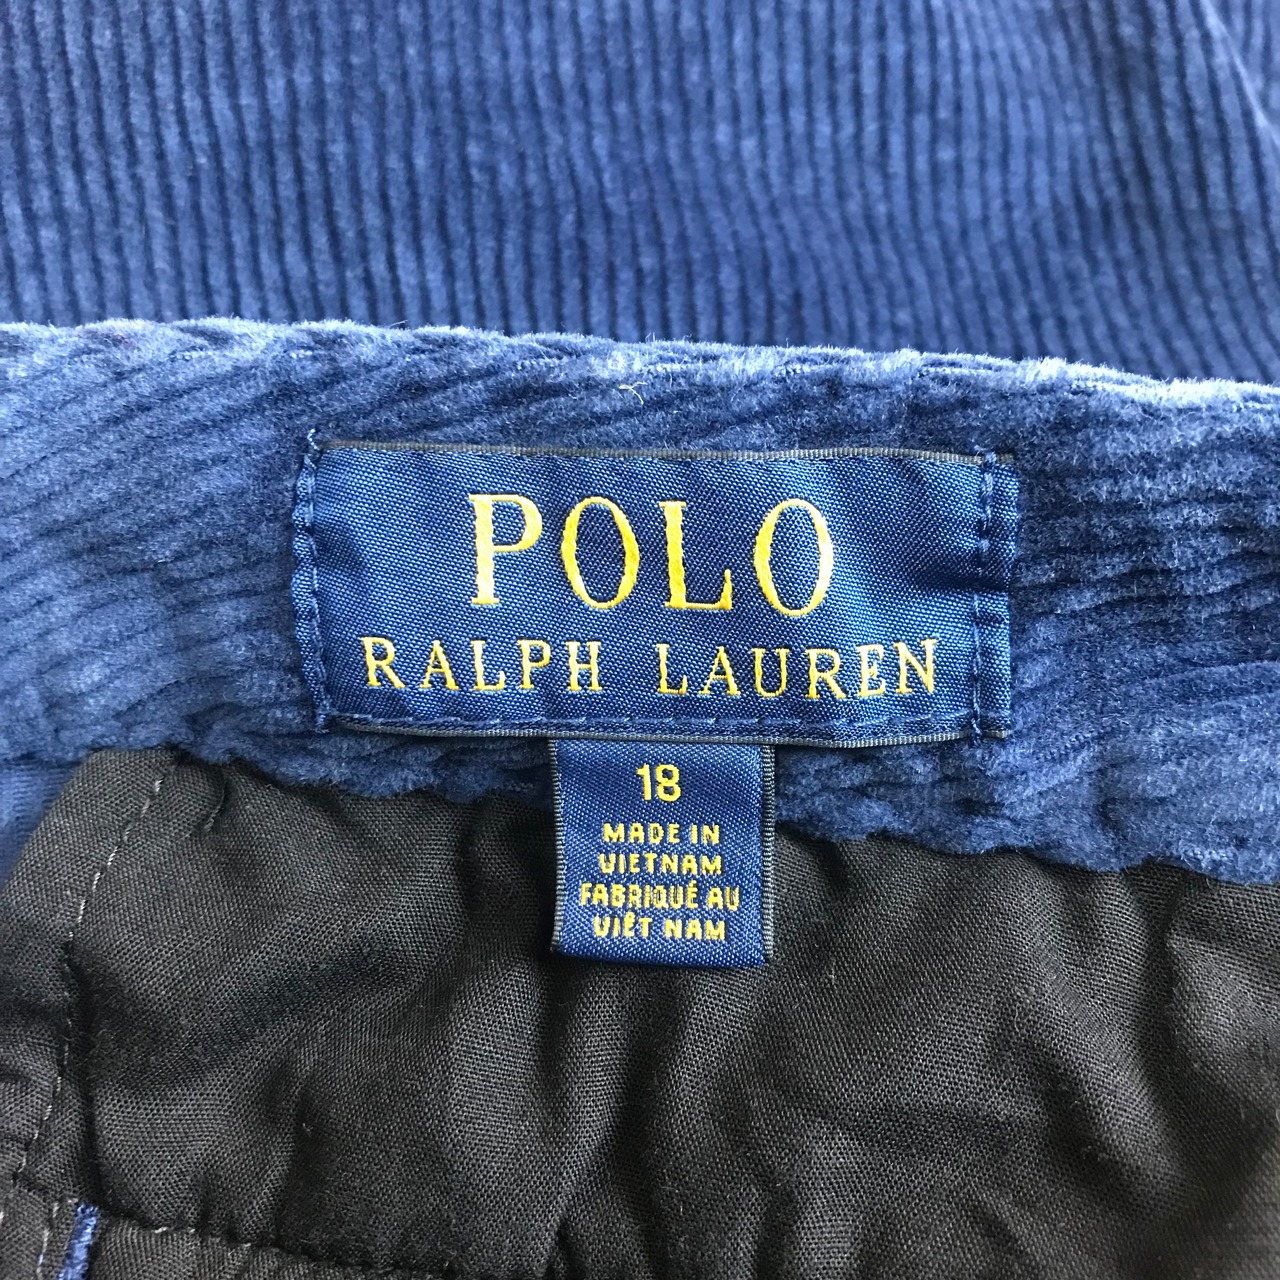 POLO
RALPH LAUREN
18
MADE IN
VIETNAM
FABRIQUÉ AU
VIÊT NAM